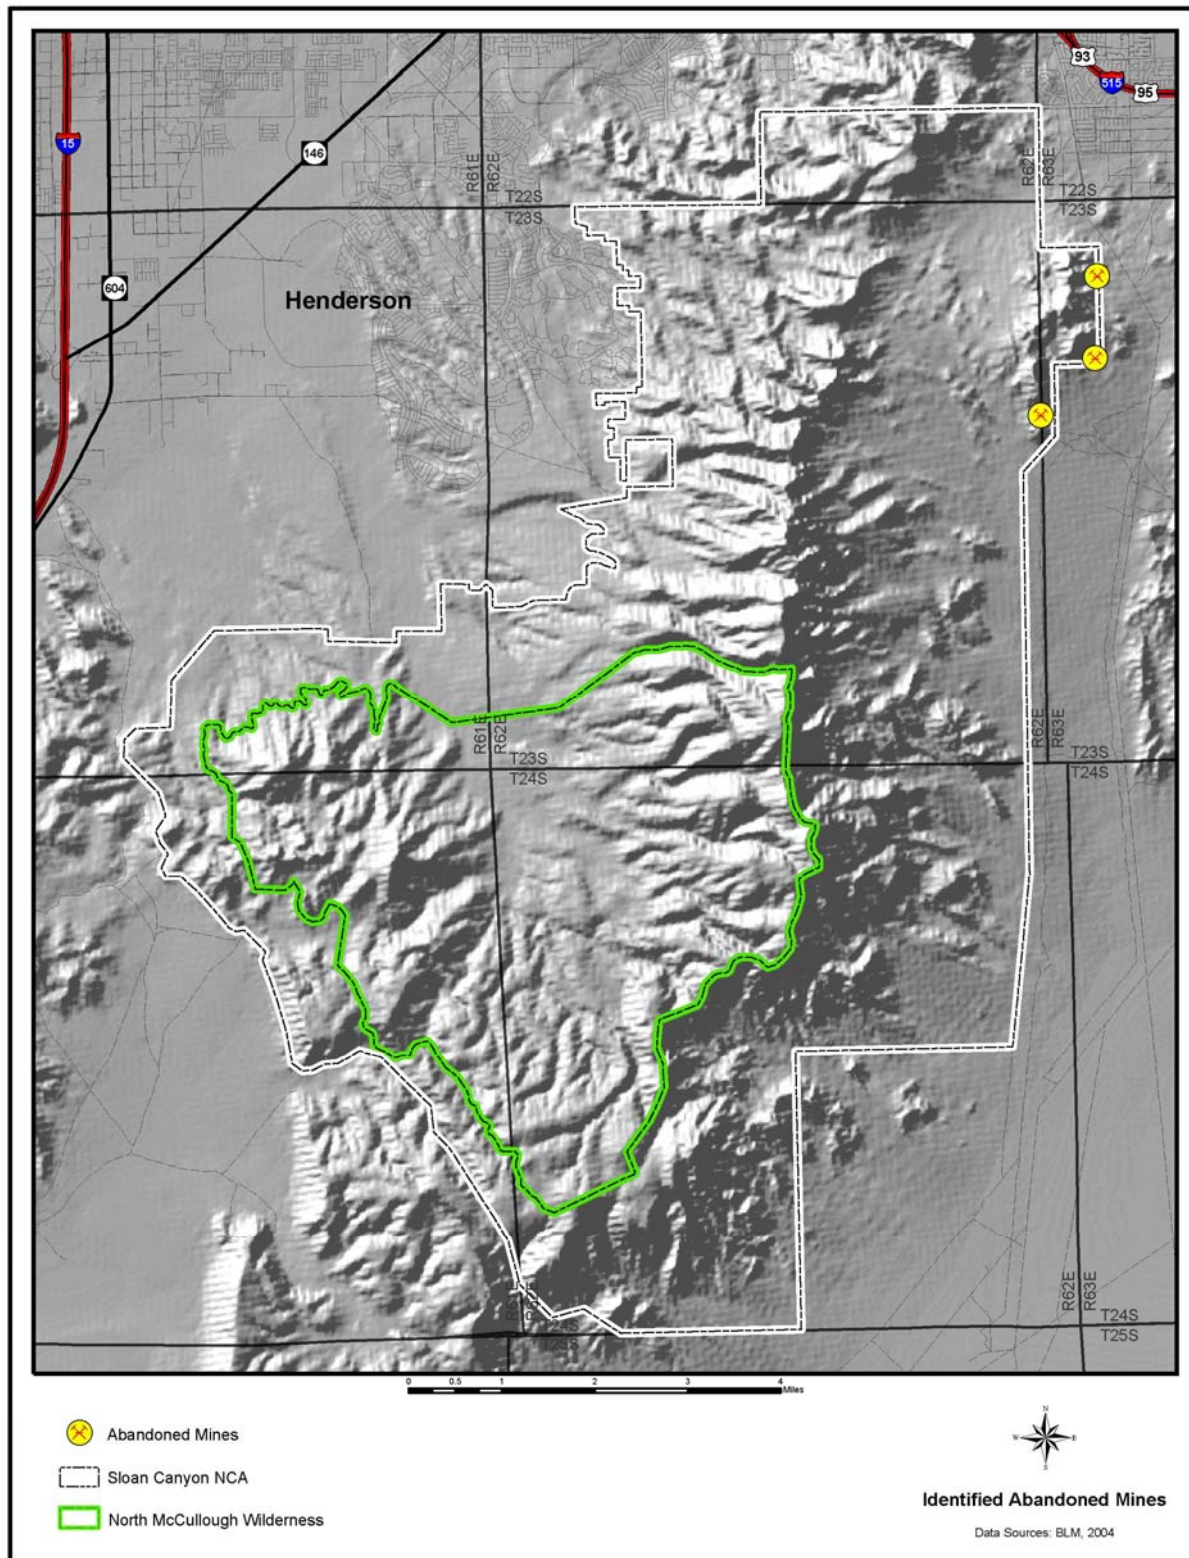 93
515
95
15
146
R61E
R62E
R62E
R63E
T22S
T23S
T22S
T23S
604
Henderson
R61E
R62E
R62E
R63E
T23S
T24S
T23S
T24S
R62E
R63E
T24S
T25S
T24S
T25S
0 0.5 1 2 3 4
Miles
Abandoned Mines
Sloan Canyon NCA
North McCullough Wilderness
N
W E
S
Identified Abandoned Mines
Data Sources: BLM, 2004